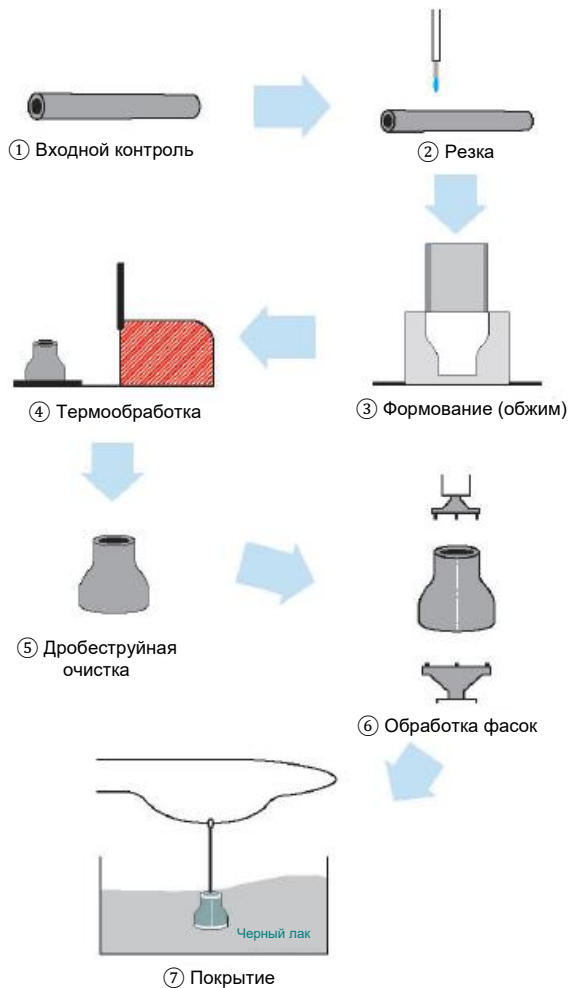 ① Входной контроль
② Резка
③ Формование (обжим)
④ Термообработка
⑤ Дробеструйная
очистка
⑥ Обработка фасок
Черный лак
⑦ Покрытие